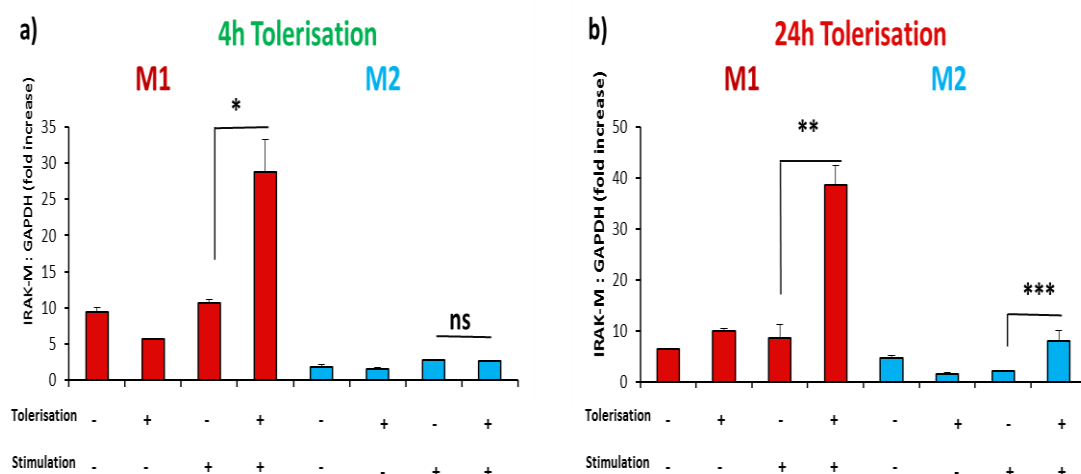 a)
4h Tolerisation
M1 M2
IRAK-M : GAPDH (fold increase)
35
30
25
20
15
10
5
0
*
ns
Tolerisation - + - + - + - +
Stimulation - - + + - - + +
b)
24h Tolerisation
M1 M2
IRAK-M : GAPDH (fold increase)
50
40
30
20
10
0
**
***
Tolerisation - + - + - + - +
Stimulation - - + + - - + +